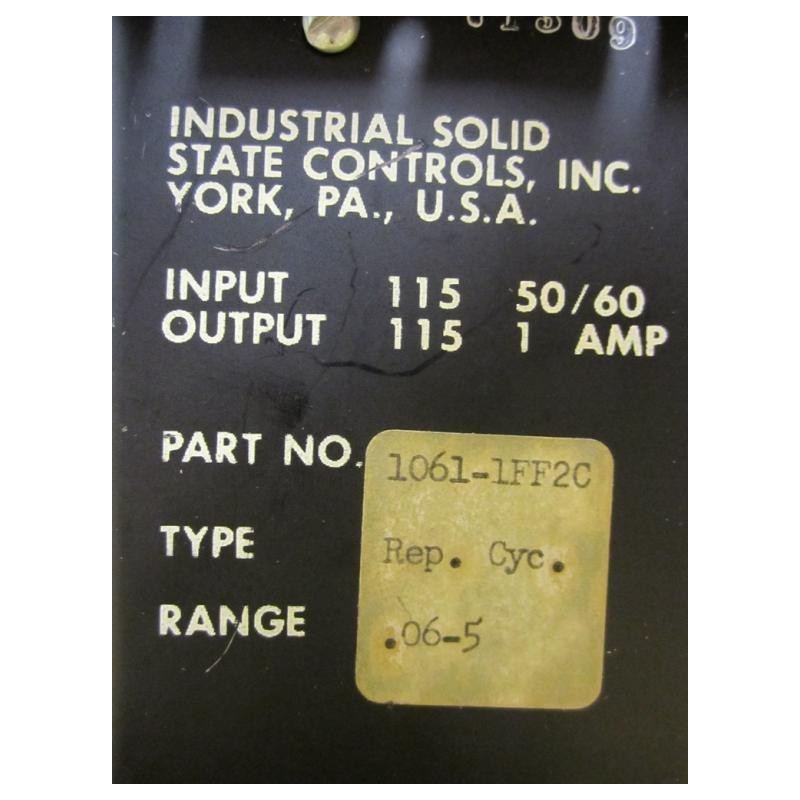 INDUSTRIAL SOLID
STATE CONTROLS, INC.
YORK, PA., U.S.A.
INPUT 115 50/60
OUTPUT 115 1 AMP
PART NO. 1061-1FF2C
TYPE Rep. Cyc.
RANGE .06-5